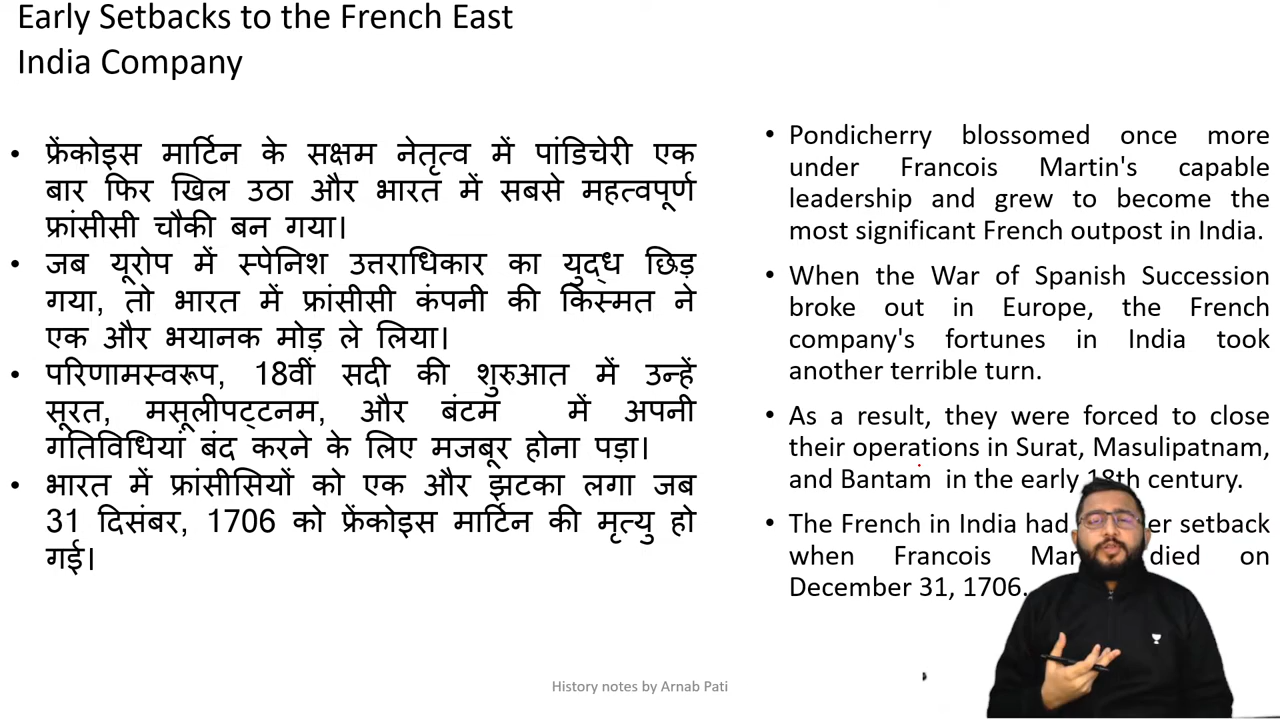 Early Setbacks to the French East
India Company
• फ्रेंकोइस मार्टिन के सक्षम नेतृत्व में पांडिचेरी एक
बार फिर खिल उठा और भारत में सबसे महत्वपूर्ण
फ्रांसीसी चौकी बन गया।
• जब यूरोप में स्पेनिश उत्तराधिकार का युद्ध छिड़
गया, तो भारत में फ्रांसीसी कंपनी की किस्मत ने
एक और भयानक मोड़ ले लिया।
• परिणामस्वरूप, 18वीं सदी की शुरुआत में उन्हें
सूरत, मसूलीपट्टनम, और बंटम में अपनी
गतिविधियां बंद करने के लिए मजबूर होना पड़ा।
• भारत में फ्रांसीसियों को एक और झटका लगा जब
31 दिसंबर, 1706 को फ्रेंकोइस मार्टिन की मृत्यु हो
गई।
• Pondicherry blossomed once more
under Francois Martin's capable
leadership and grew to become the
most significant French outpost in India.
• When the War of Spanish Succession
broke out in Europe, the French
company's fortunes in India took
another terrible turn.
• As a result, they were forced to close
their operations in Surat, Masulipatnam,
and Bantam in the early 18th century.
• The French in India had setback
when Francois died on
December 31, 1706.
History notes by Arnab Pati